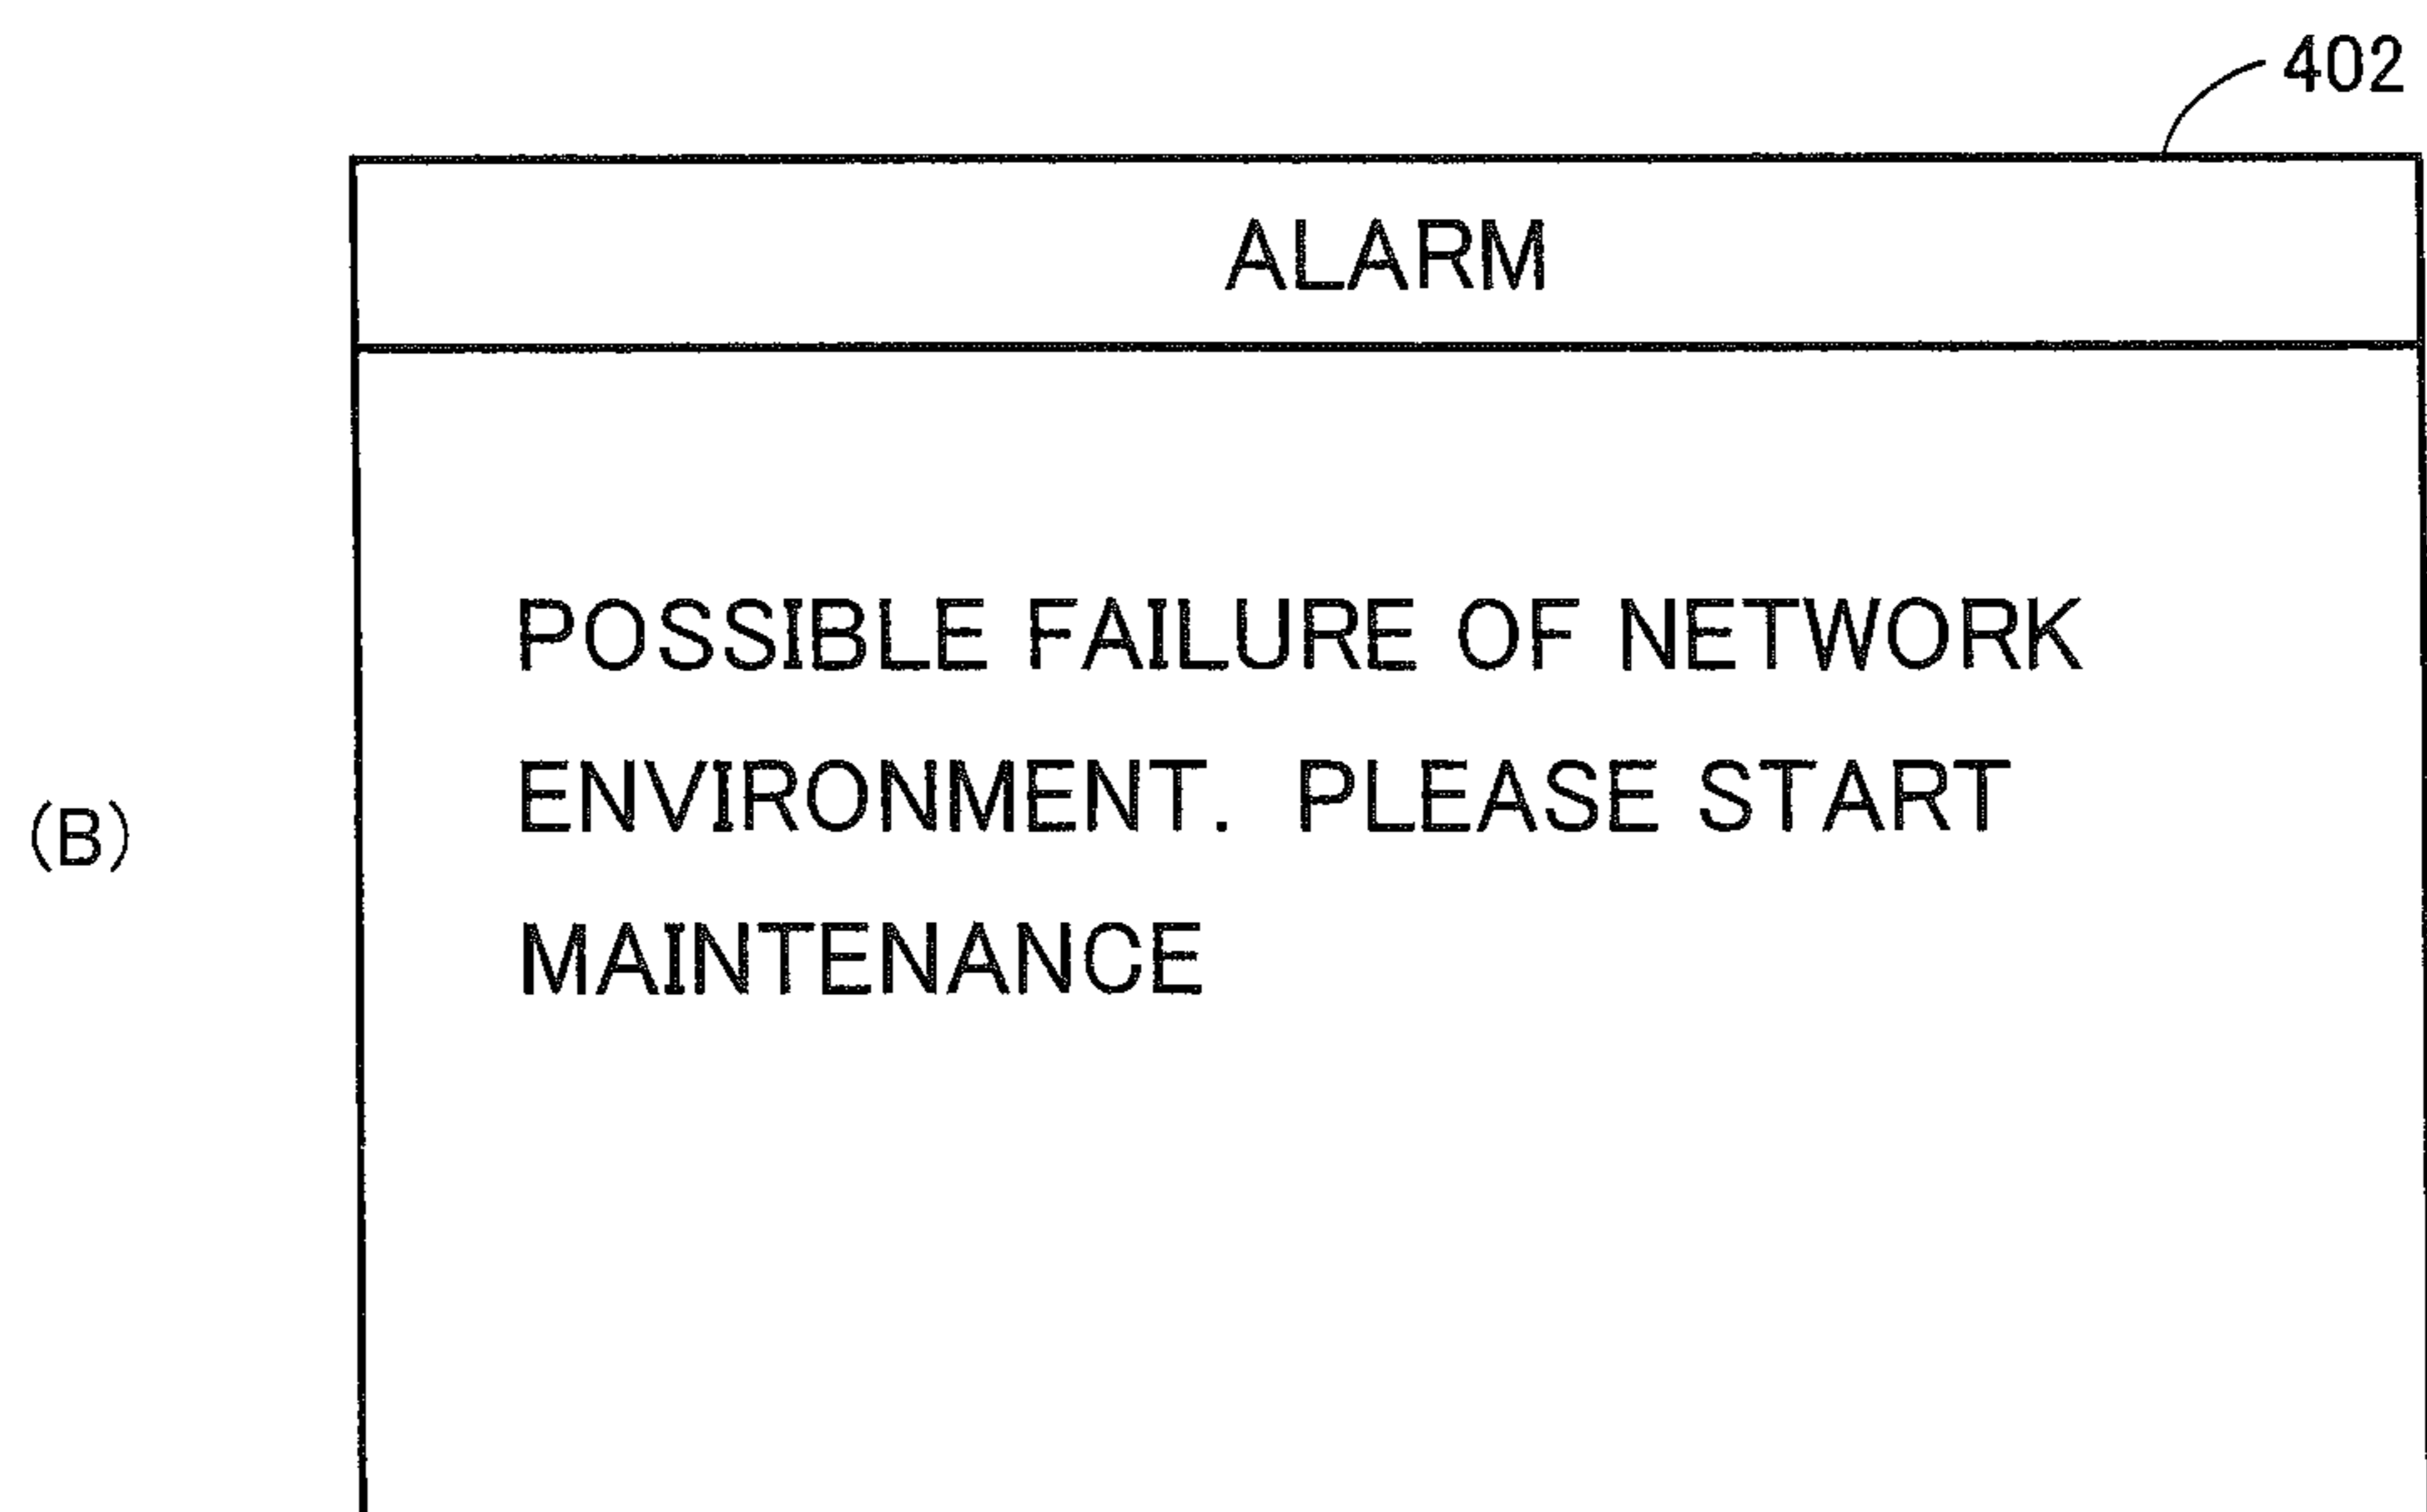 402
ALARM
POSSIBLE FAILURE OF NETWORK
ENVIRONMENT. PLEASE START
MAINTENANCE
(B)